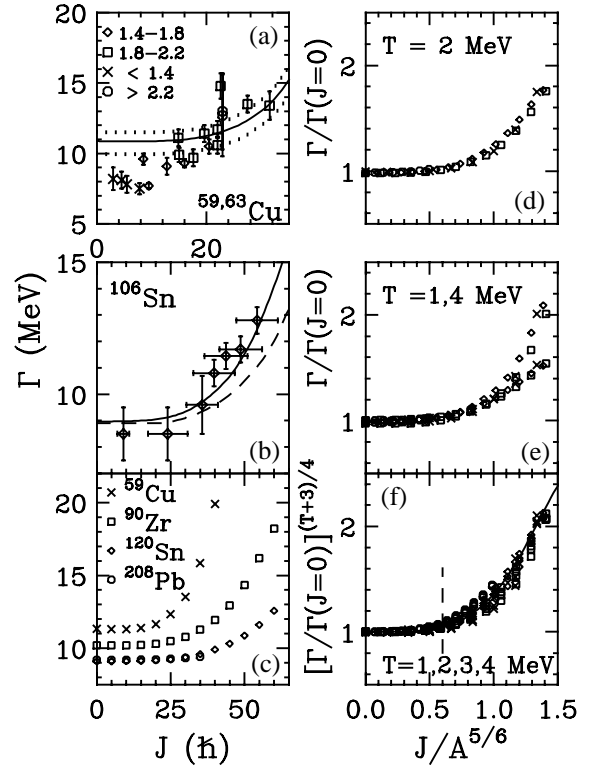 (a)
◇ 1.4−1.8
□ 1.8−2.2
× < 1.4
○ > 2.2
59,63Cu
20
15
10
5
0 20
Γ (MeV)
106Sn
(b)
15
10
59Cu
90Zr
120Sn
208Pb
(c)
20
15
10
0 25 50
J (ħ)
T = 2 MeV
(d)
2
1
Γ/Γ(J=0)
T =1,4 MeV
(e)
2
1
Γ/Γ(J=0)
(f)
T=1,2,3,4 MeV
2
1
[Γ/Γ(J=0)](T+3)/4
0.0 0.5 1.0 1.5
J/A5/6